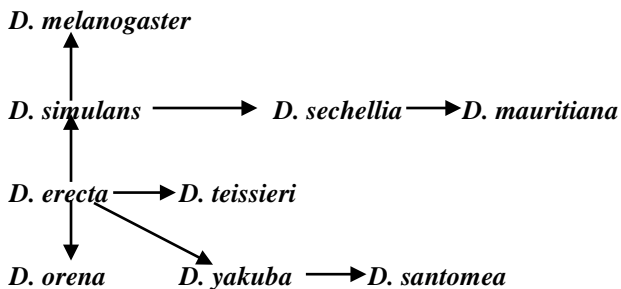 D. melanogaster
D. simulans D. sechellia D. mauritiana
D. erecta D. teissieri
D. orena D. yakuba D. santomea